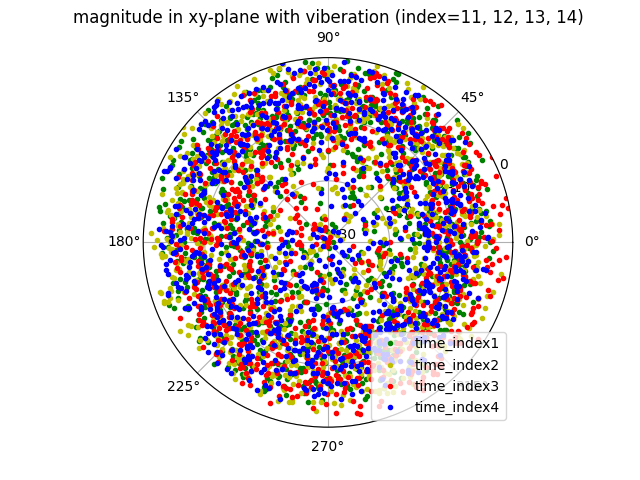 magnitude in xy-plane with viberation (index=11, 12, 13, 14)
90°
135°
45°
0
180°
30
0°
time_index1
time_index2
time_index3
time_index4
225°
270°